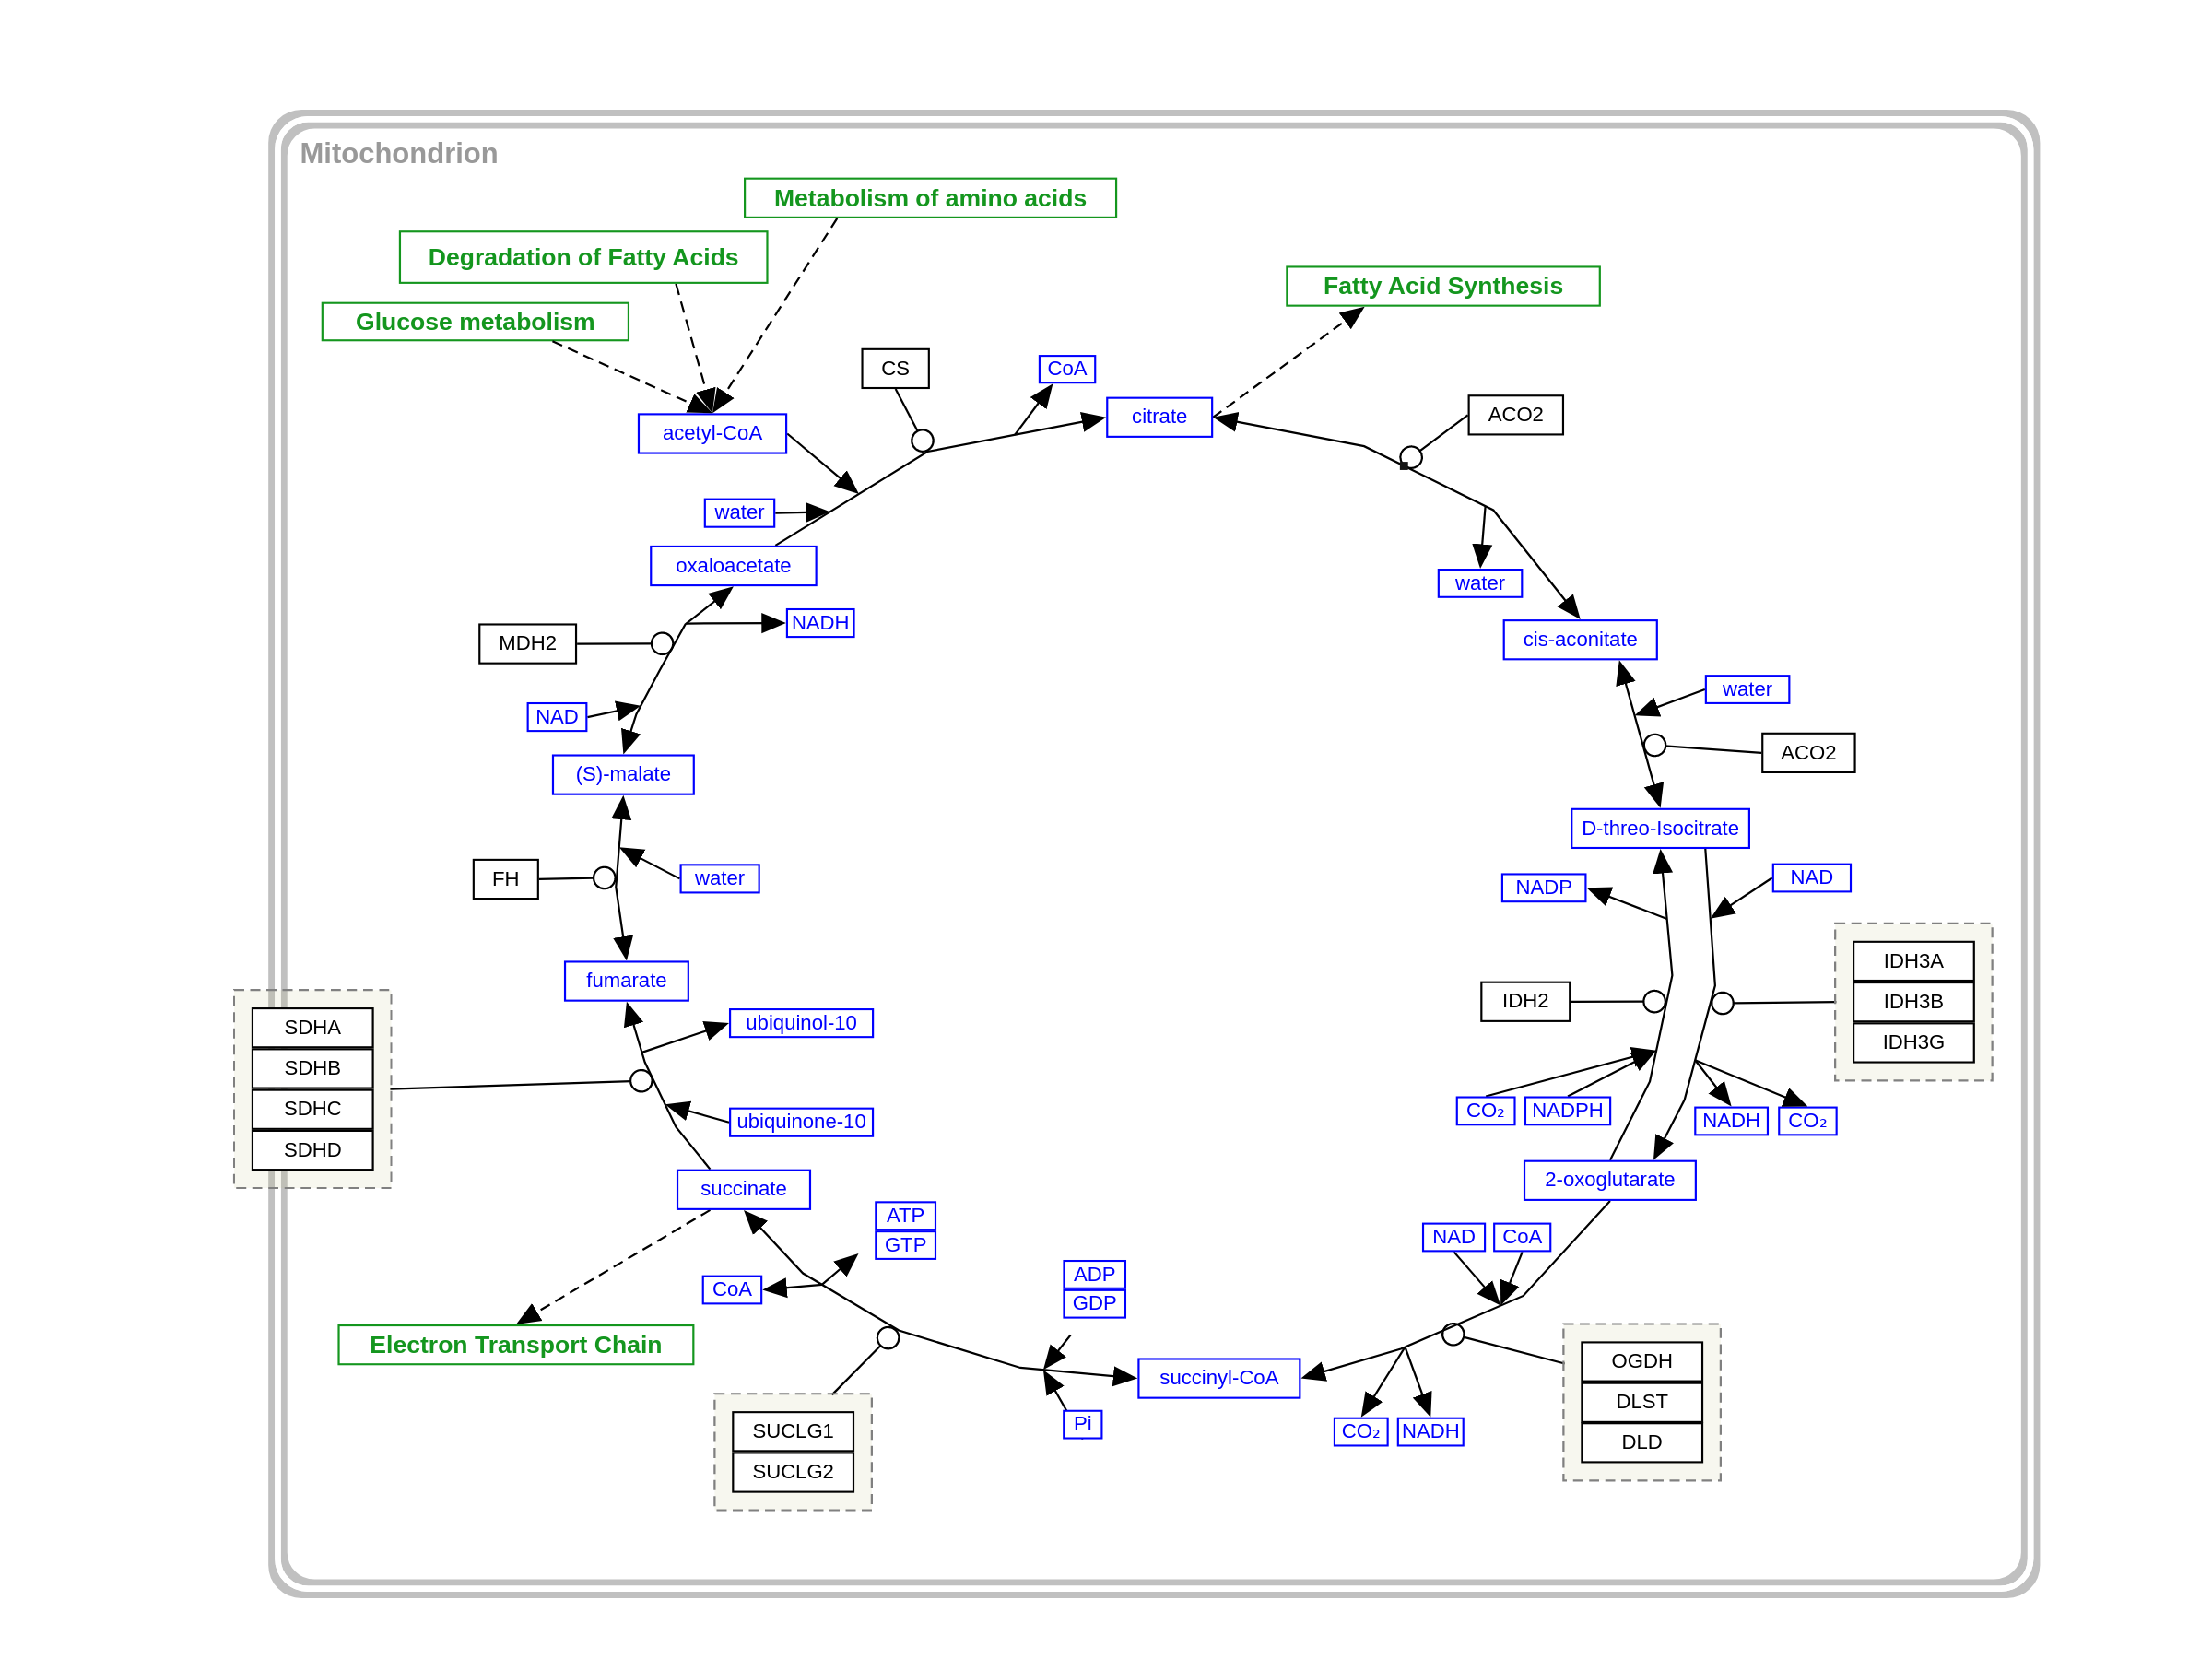 Mitochondrion
Metabolism of amino acids
Degradation of Fatty Acids
Fatty Acid Synthesis
Glucose metabolism
CS
CoA
citrate
ACO2
acetyl-CoA
water
oxaloacetate
water
NADH
MDH2
cis-aconitate
water
NAD
ACO2
(S)-malate
D-threo-Isocitrate
FH
water
NADP
NAD
fumarate
IDH2
IDH3A
IDH3B
IDH3G
SDHA
SDHB
SDHC
SDHD
ubiquinol-10
ubiquinone-10
CO₂
NADPH
NADH
CO₂
succinate
2-oxoglutarate
ATP
GTP
NAD
CoA
CoA
ADP
GDP
Electron Transport Chain
succinyl-CoA
OGDH
DLST
DLD
Pi
CO₂
NADH
SUCLG1
SUCLG2